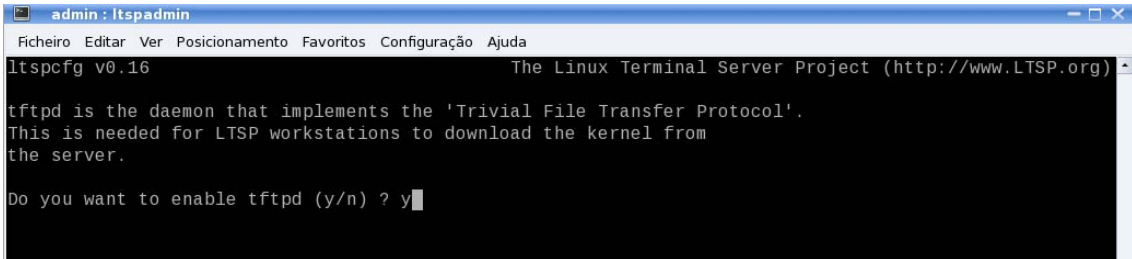 admin : ltspadmin
Ficheiro Editar Ver Posicionamento Favoritos Configuração Ajuda
ltspcfg v0.16 The Linux Terminal Server Project (http://www.LTSP.org)
tftpd is the daemon that implements the 'Trivial File Transfer Protocol'.
This is needed for LTSP workstations to download the kernel from
the server.
Do you want to enable tftpd (y/n) ? y